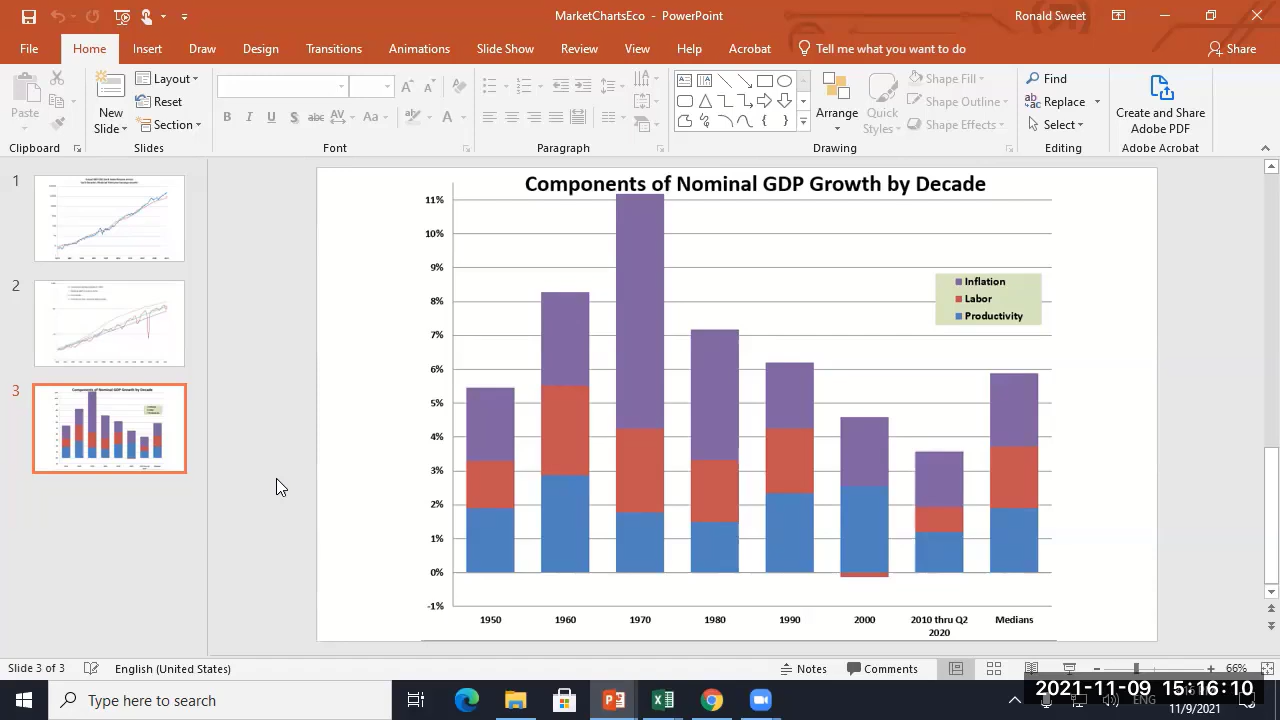 MarketChartsEco - PowerPoint
Ronald Sweet
File Home Insert Draw Design Transitions Animations Slide Show Review View Help Acrobat Tell me what you want to do Share
Paste
New Slide
Layout
Reset
Section
Shape Fill
Shape Outline
Shape Effects
Arrange
Quick Styles
Find
Replace
Select
Create and Share Adobe PDF
Clipboard Slides Font Paragraph Drawing Editing Adobe Acrobat
1
2
3
Components of Nominal GDP Growth by Decade
11%
10%
9%
8%
7%
6%
5%
4%
3%
2%
1%
0%
-1%
Inflation
Labor
Productivity
1950 1960 1970 1980 1990 2000 2010 thru Q2 2020 Medians
Slide 3 of 3 English (United States) Notes Comments 66%
Type here to search
2021-11-09 15:16:10
ENG
11/9/2021